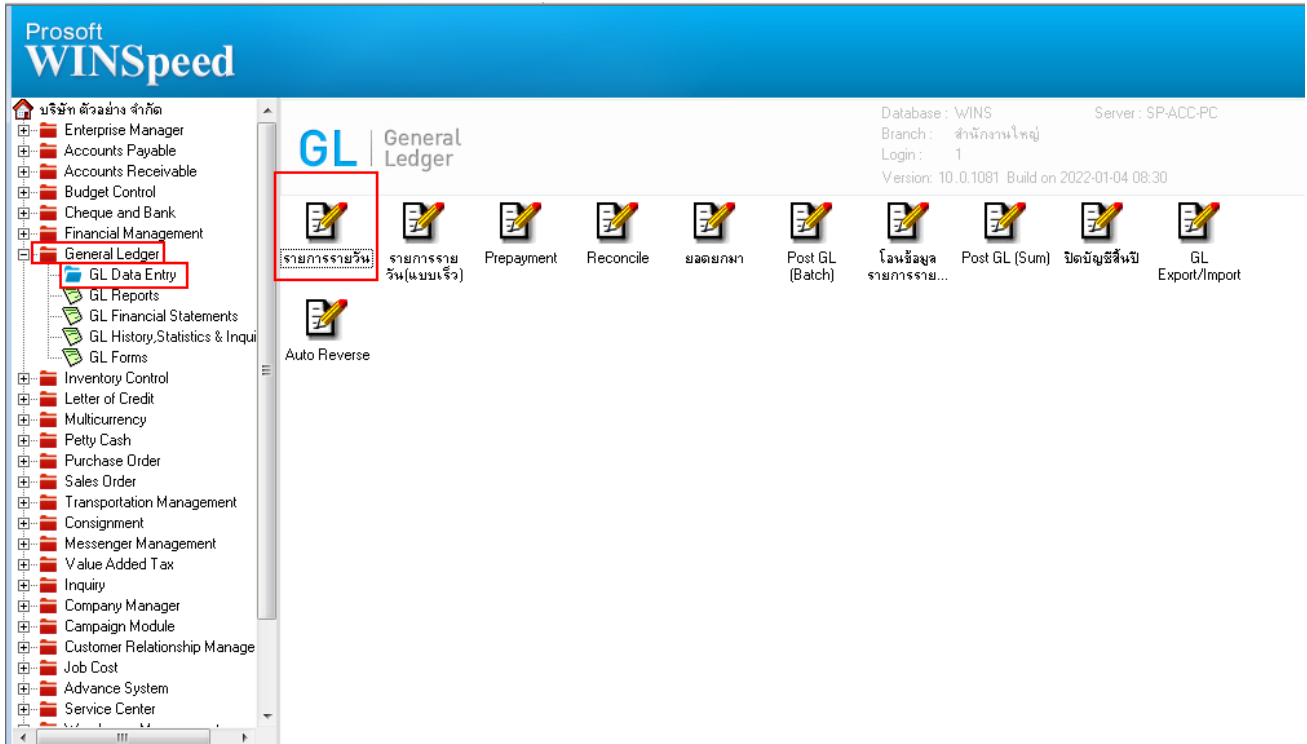 Prosoft
WINSpeed
บริษัท ตัวอย่าง จำกัด
Enterprise Manager
Accounts Payable
Accounts Receivable
Budget Control
Cheque and Bank
Financial Management
General Ledger
GL Data Entry
GL Reports
GL Financial Statements
GL History,Statistics & Inqui
GL Forms
Inventory Control
Letter of Credit
Multicurrency
Petty Cash
Purchase Order
Sales Order
Transportation Management
Consignment
Messenger Management
Value Added Tax
Inquiry
Company Manager
Campaign Module
Customer Relationship Manage
Job Cost
Advance System
Service Center
GL General Ledger
Database : WINS Server : SP-ACC-PC
Branch : สำนักงานใหญ่
Login : 1
Version: 10.0.1081 Build on 2022-01-04 08:30
รายการรายวัน
รายการราย
วัน(แบบเร็ว)
Prepayment
Reconcile
ยอดยกมา
Post GL
(Batch)
โอนข้อมูล
รายการราย...
Post GL (Sum)
ปิดบัญชีสิ้นปี
GL
Export/Import
Auto Reverse